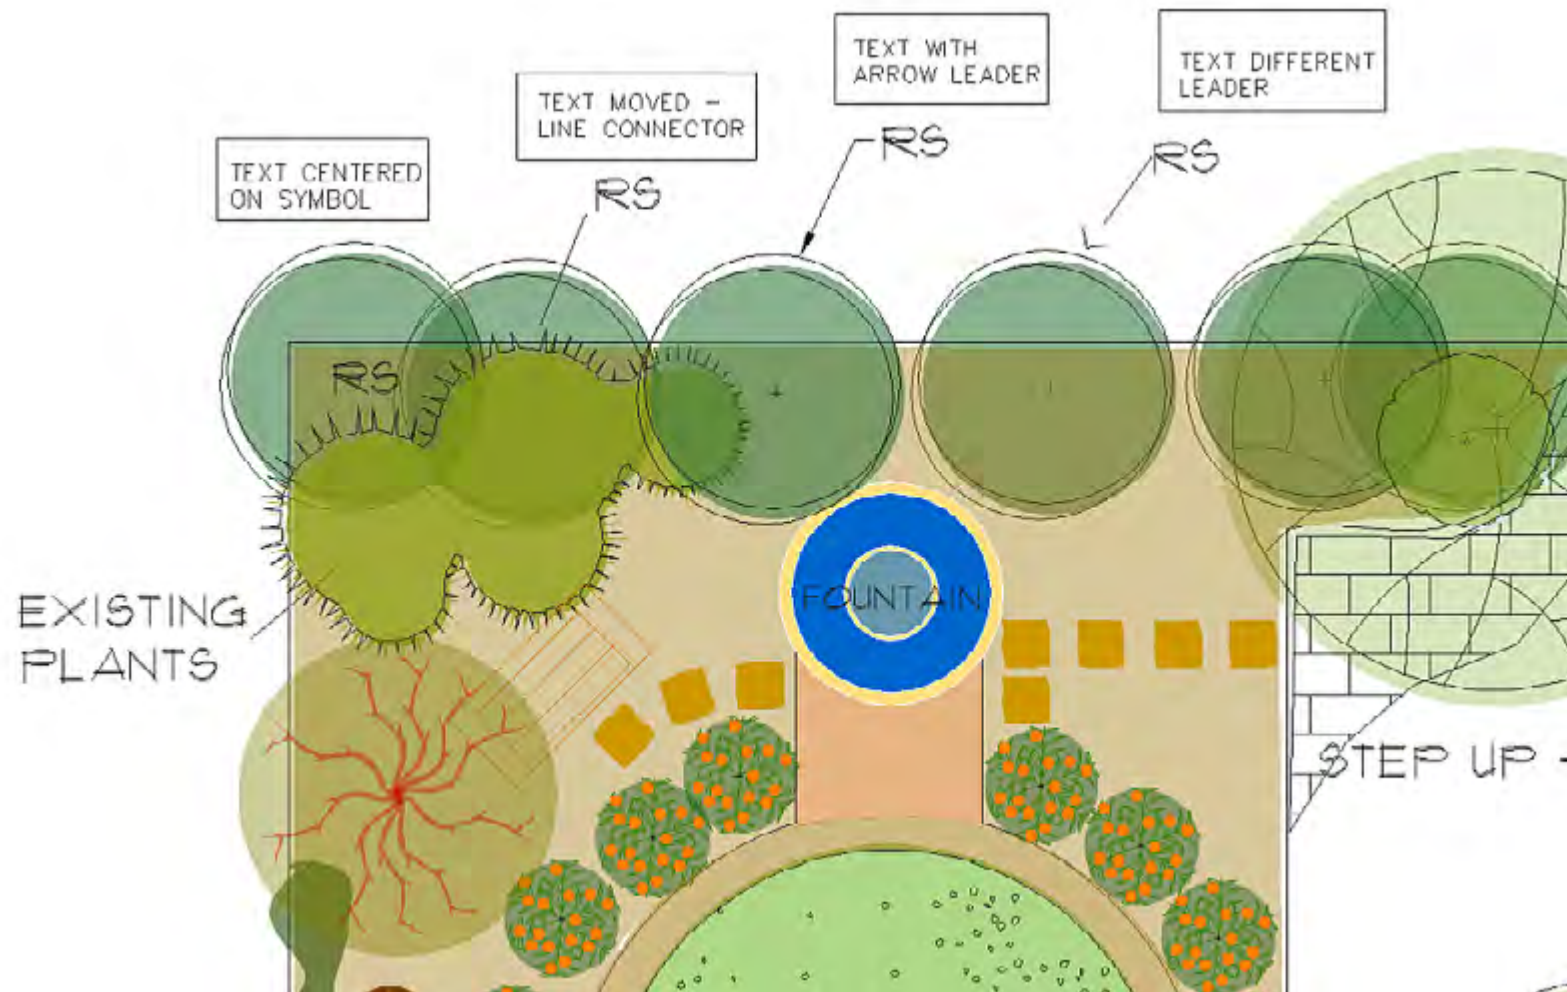 TEXT WITH
ARROW LEADER
TEXT DIFFERENT
LEADER
TEXT MOVED -
LINE CONNECTOR
RS
RS
TEXT CENTERED
ON SYMBOL
RS
RS
FOUNTAIN
EXISTING
PLANTS
STEP UP -